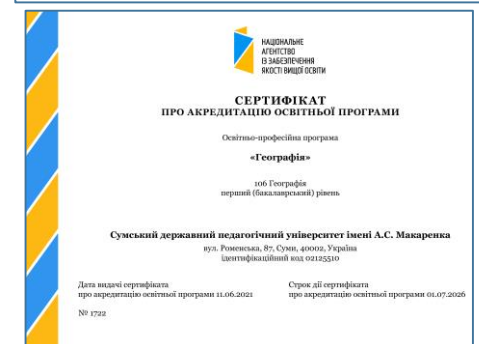 НАЦІОНАЛЬНЕ
АГЕНТСТВО
ІЗ ЗАБЕЗПЕЧЕННЯ
ЯКОСТІ ВИЩОЇ ОСВІТИ
СЕРТИФІКАТ
ПРО АКРЕДИТАЦІЮ ОСВІТНЬОЇ ПРОГРАМИ
Освітньо-професійна програма
«Географія»
106 Географія
перший (бакалаврський) рівень
Сумський державний педагогічний університет імені А.С. Макаренка
вул. Роменська, 87, Суми, 40002, Україна
ідентифікаційний код 02125510
Дата видачі сертифіката
про акредитацію освітньої програми 11.06.2021
Строк дії сертифіката
про акредитацію освітньої програми 01.07.2026
№ 1722